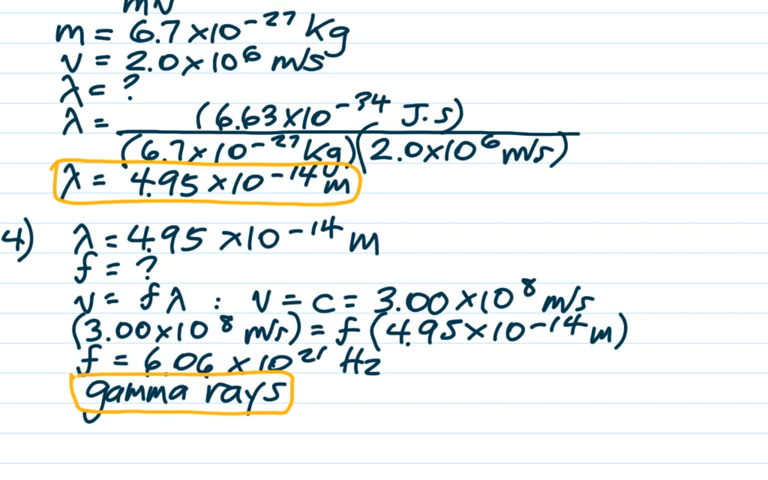 mv
m = 6.7 ×10⁻²⁷ Kg
v = 2.0 × 10⁶ m/s
λ = ?
λ = (6.63×10⁻³⁴ J·s)
(6.7×10⁻²⁷ Kg)(2.0×10⁶ m/s)
λ = 4.95 ×10⁻¹⁴ m
4) λ = 4.95 ×10⁻¹⁴ m
f = ?
v = fλ : v = c = 3.00 ×10⁸ m/s
(3.00×10⁸ m/s) = f (4.95×10⁻¹⁴ m)
f = 6.06 ×10²¹ Hz
gamma rays